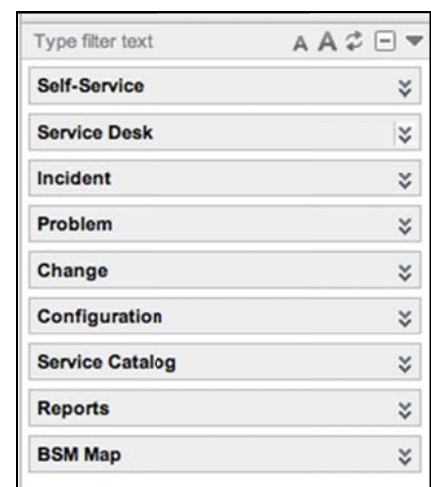 Type filter text A A
Self-Service
Service Desk
Incident
Problem
Change
Configuration
Service Catalog
Reports
BSM Map